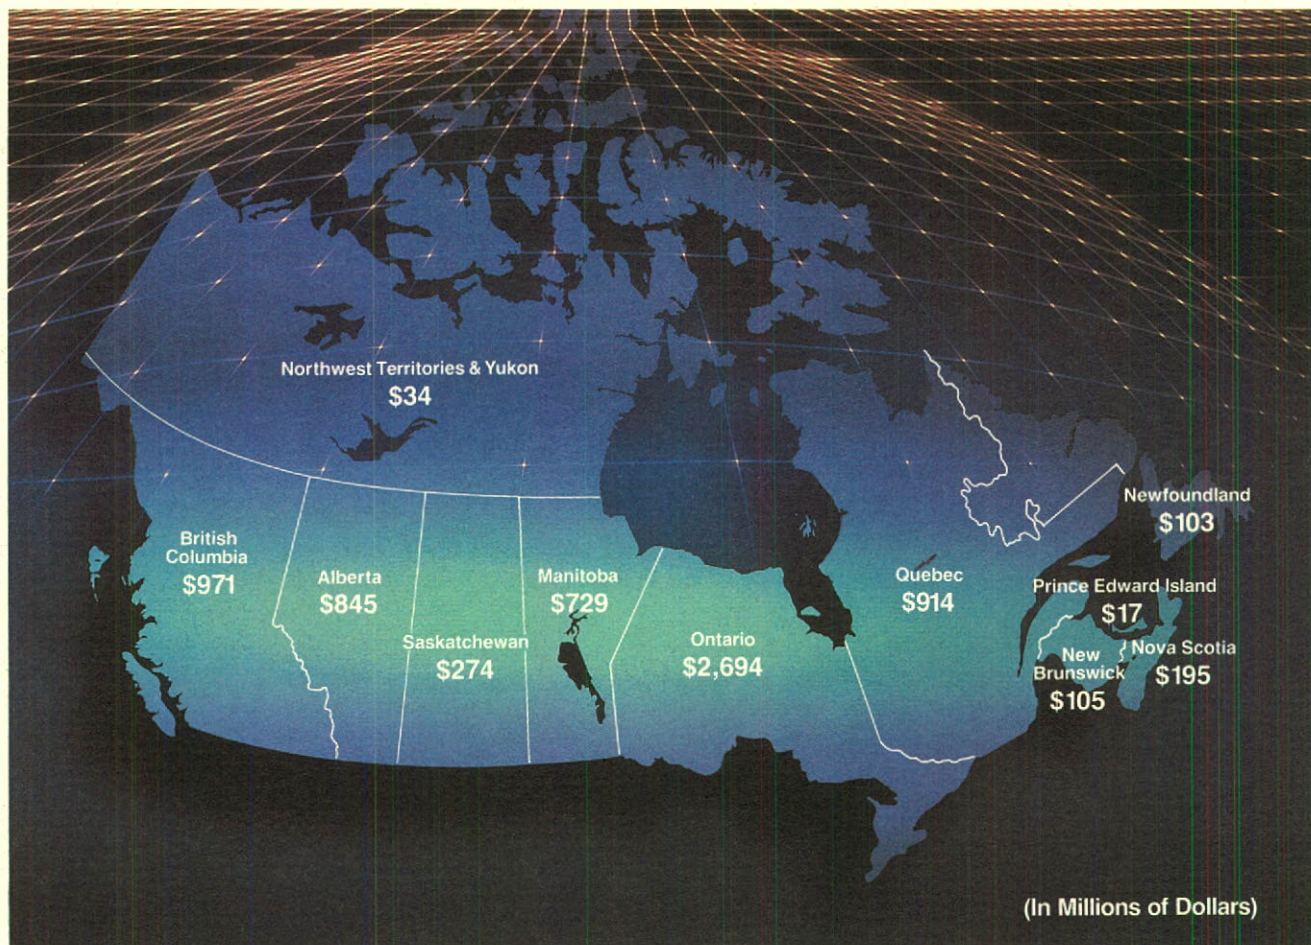 Northwest Territories & Yukon
$34
Newfoundland
$103
British
Columbia
$971
Alberta
$845
Saskatchewan
$274
Manitoba
$729
Ontario
$2,694
Quebec
$914
Prince Edward Island
$17
New
Brunswick
$105
Nova Scotia
$195
(In Millions of Dollars)